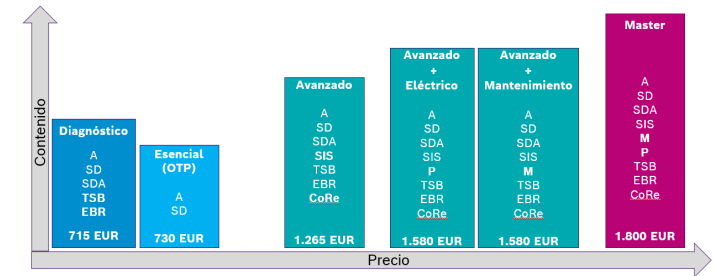 Contenido
Diagnóstico
A
SD
SDA
TSB
EBR
715 EUR
Esencial
(OTP)
A
SD
730 EUR
Avanzado
A
SD
SDA
SIS
TSB
EBR
CoRe
1.265 EUR
Avanzado
+
Eléctrico
A
SD
SDA
SIS
P
TSB
EBR
CoRe
1.580 EUR
Avanzado
+
Mantenimiento
A
SD
SDA
SIS
M
TSB
EBR
CoRe
1.580 EUR
Master
A
SD
SDA
SIS
M
P
TSB
EBR
CoRe
1.800 EUR
Precio